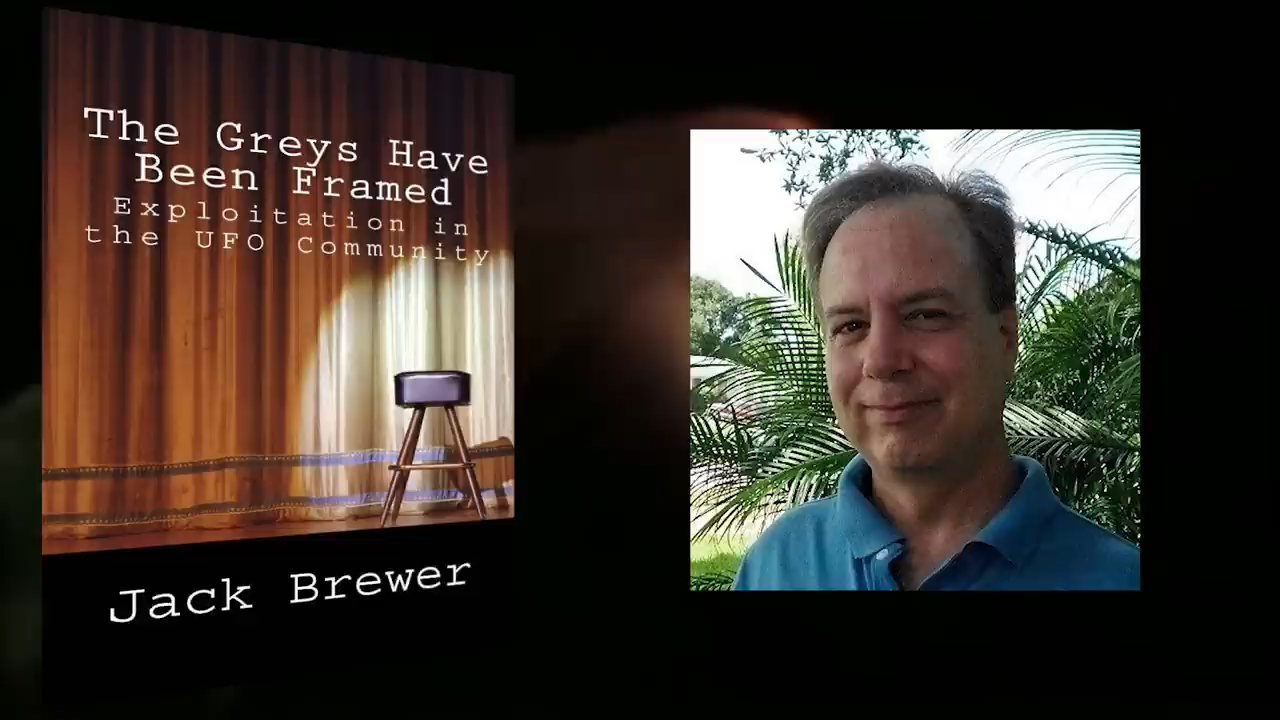 The Greys Have
Been Framed
Exploitation in
the UFO Community
Jack Brewer